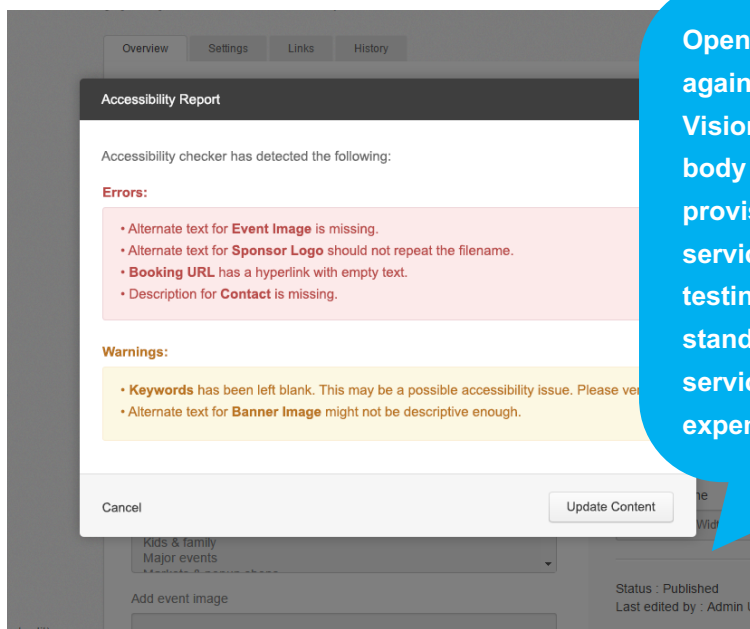 Overview Settings Links History
Accessibility Report
Accessibility checker has detected the following:
Errors:
• Alternate text for Event Image is missing.
• Alternate text for Sponsor Logo should not repeat the filename.
• Booking URL has a hyperlink with empty text.
• Description for Contact is missing.
Warnings:
• Keywords has been left blank. This may be a possible accessibility issue. Please ver
• Alternate text for Banner Image might not be descriptive enough.
Cancel
Update Content
Kids & family
Major events
Add event image
Status : Published
Last edited by : Admin
Open
again
Vision
body
provis
servic
testin
stand
servic
exper